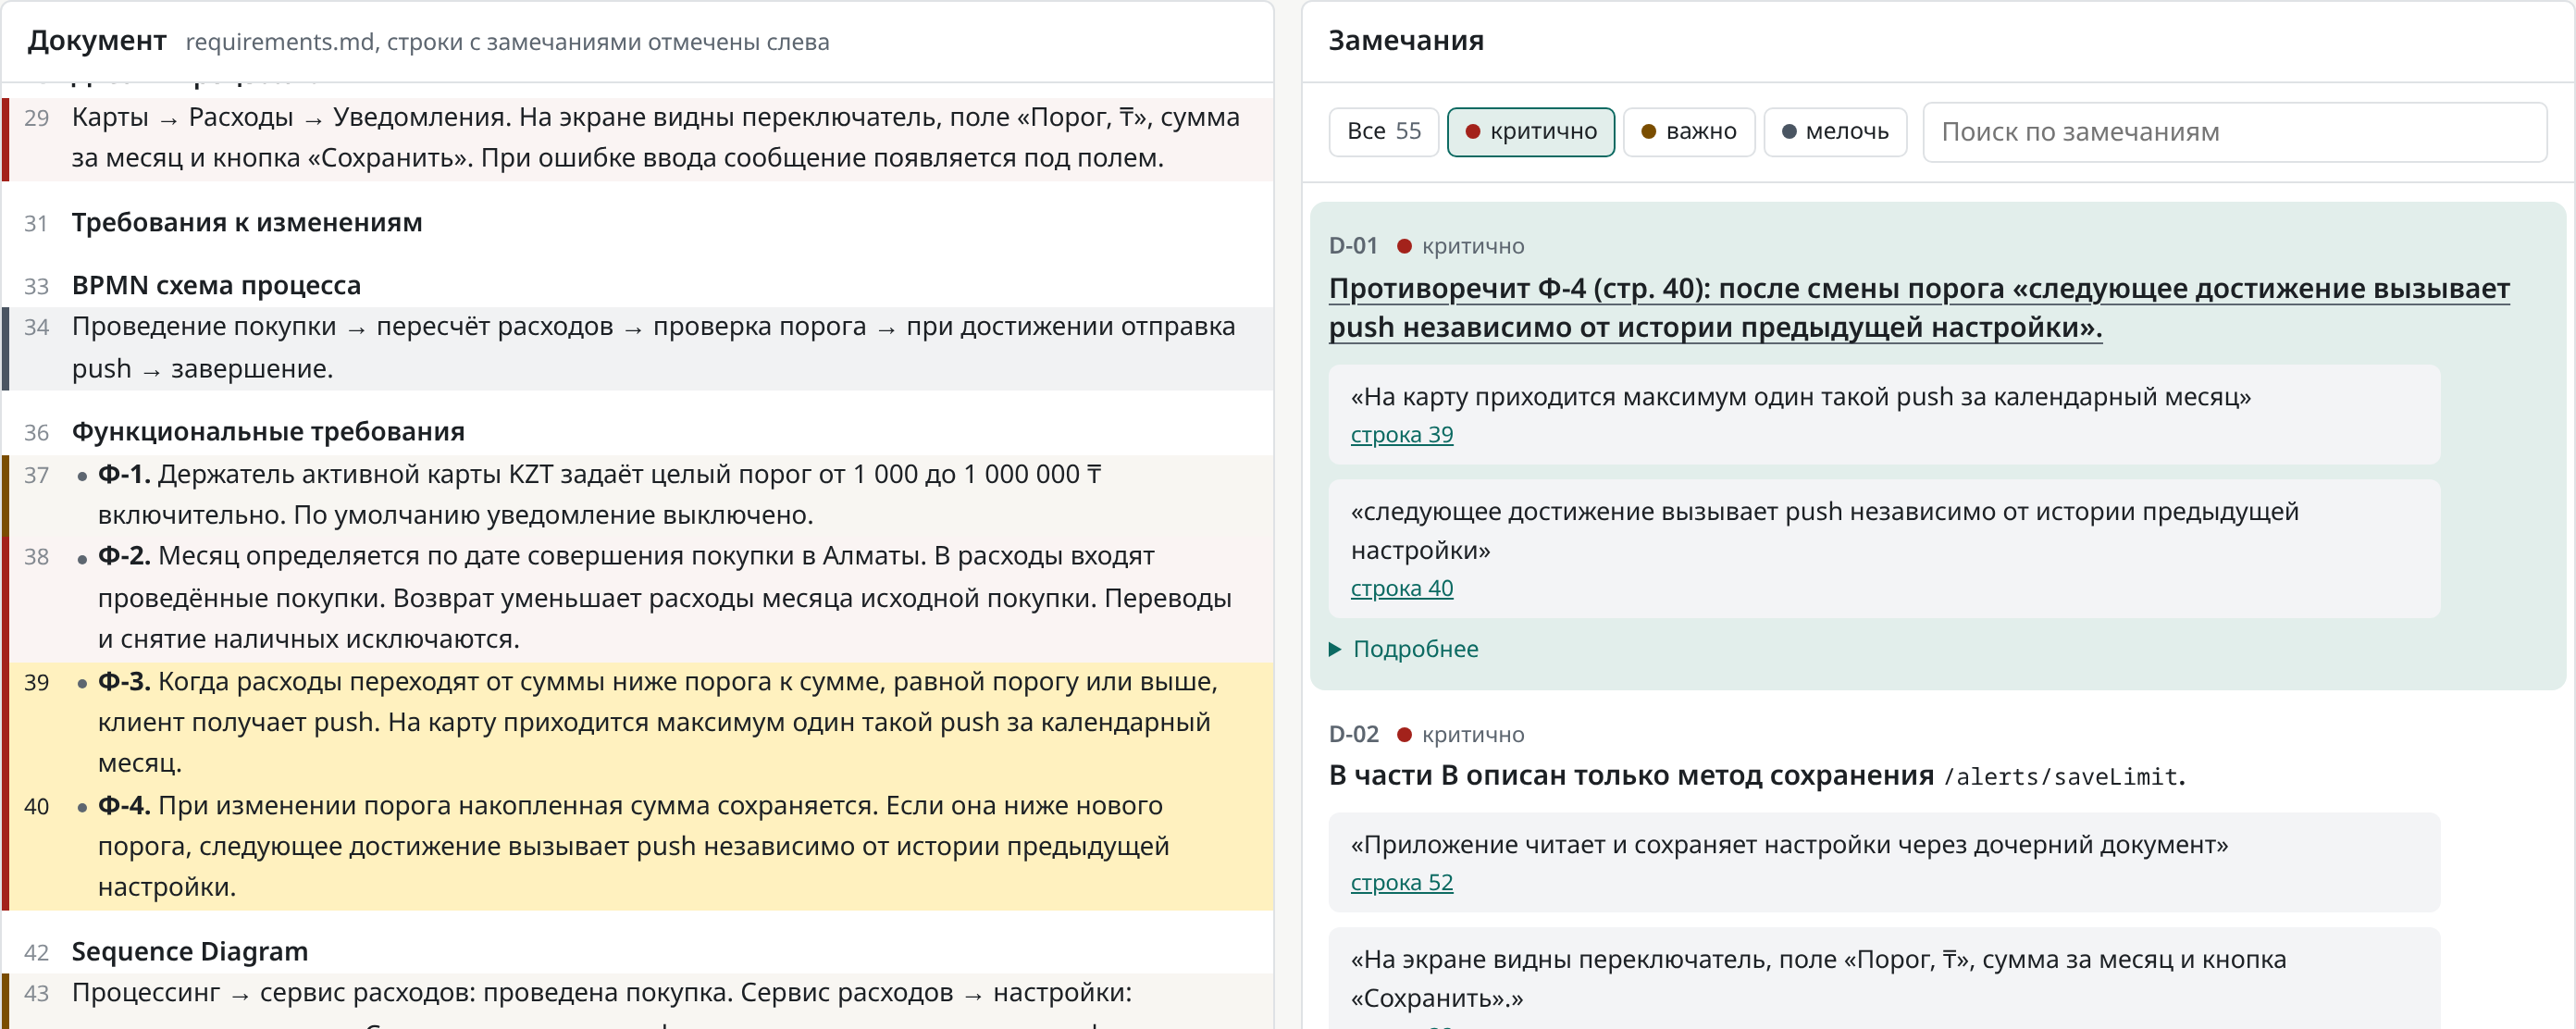 Документ requirements.md, строки с замечаниями отмечены слева
29 Карты → Расходы → Уведомления. На экране видны переключатель, поле «Порог, ₸», сумма
за месяц и кнопка «Сохранить». При ошибке ввода сообщение появляется под полем.
31 Требования к изменениям
33 BPMN схема процесса
34 Проведение покупки → пересчёт расходов → проверка порога → при достижении отправка
push → завершение.
36 Функциональные требования
37 • Ф-1. Держатель активной карты KZT задаёт целый порог от 1 000 до 1 000 000 ₸
включительно. По умолчанию уведомление выключено.
38 • Ф-2. Месяц определяется по дате совершения покупки в Алматы. В расходы входят
проведённые покупки. Возврат уменьшает расходы месяца исходной покупки. Переводы
и снятие наличных исключаются.
39 • Ф-3. Когда расходы переходят от суммы ниже порога к сумме, равной порогу или выше,
клиент получает push. На карту приходится максимум один такой push за календарный
месяц.
40 • Ф-4. При изменении порога накопленная сумма сохраняется. Если она ниже нового
порога, следующее достижение вызывает push независимо от истории предыдущей
настройки.
42 Sequence Diagram
43 Процессинг → сервис расходов: проведена покупка. Сервис расходов → настройки:
Замечания
Все 55 критично важно мелочь Поиск по замечаниям
D-01 критично
Противоречит Ф-4 (стр. 40): после смены порога «следующее достижение вызывает
push независимо от истории предыдущей настройки».
«На карту приходится максимум один такой push за календарный месяц»
строка 39
«следующее достижение вызывает push независимо от истории предыдущей
настройки»
строка 40
Подробнее
D-02 критично
В части B описан только метод сохранения /alerts/saveLimit.
«Приложение читает и сохраняет настройки через дочерний документ»
строка 52
«На экране видны переключатель, поле «Порог, ₸», сумма за месяц и кнопка
«Сохранить».»